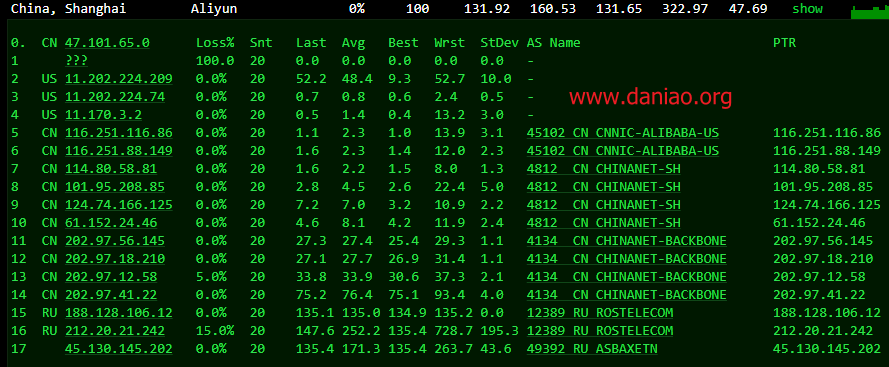 China, Shanghai Aliyun 0% 100 131.92 160.53 131.65 322.97 47.69 show
0. CN 47.101.65.0 Loss% Snt Last Avg Best Wrst StDev AS Name PTR
1 ??? 100.0 20 0.0 0.0 0.0 0.0 0.0 -
2 US 11.202.224.209 0.0% 20 52.2 48.4 9.3 52.7 10.0 -
3 US 11.202.224.74 0.0% 20 0.7 0.8 0.6 2.4 0.5 -
www.daniao.org
4 US 11.170.3.2 0.0% 20 0.5 1.4 0.4 13.2 3.0 -
5 CN 116.251.116.86 0.0% 20 1.1 2.3 1.0 13.9 3.1 45102 CN CNNIC-ALIBABA-US 116.251.116.86
6 CN 116.251.88.149 0.0% 20 1.6 2.3 1.4 12.0 2.3 45102 CN CNNIC-ALIBABA-US 116.251.88.149
7 CN 114.80.58.81 0.0% 20 1.6 2.2 1.5 8.0 1.3 4812 CN CHINANET-SH 114.80.58.81
8 CN 101.95.208.85 0.0% 20 2.8 4.5 2.6 22.4 5.0 4812 CN CHINANET-SH 101.95.208.85
9 CN 124.74.166.125 0.0% 20 7.2 7.0 3.2 10.9 2.2 4812 CN CHINANET-SH 124.74.166.125
10 CN 61.152.24.46 0.0% 20 4.6 8.1 4.2 11.9 2.4 4812 CN CHINANET-SH 61.152.24.46
11 CN 202.97.56.145 0.0% 20 27.3 27.4 25.4 29.3 1.1 4134 CN CHINANET-BACKBONE 202.97.56.145
12 CN 202.97.18.210 0.0% 20 27.1 27.7 26.9 31.4 1.1 4134 CN CHINANET-BACKBONE 202.97.18.210
13 CN 202.97.12.58 5.0% 20 33.8 33.9 30.6 37.3 2.1 4134 CN CHINANET-BACKBONE 202.97.12.58
14 CN 202.97.41.22 0.0% 20 75.2 76.4 75.1 93.4 4.0 4134 CN CHINANET-BACKBONE 202.97.41.22
15 RU 188.128.106.12 0.0% 20 135.1 135.0 134.9 135.2 0.0 12389 RU ROSTELECOM 188.128.106.12
16 RU 212.20.21.242 15.0% 20 147.6 252.2 135.4 728.7 195.3 12389 RU ROSTELECOM 212.20.21.242
17 45.130.145.202 0.0% 20 135.4 171.3 135.4 263.7 43.6 49392 RU ASBAXETN 45.130.145.202